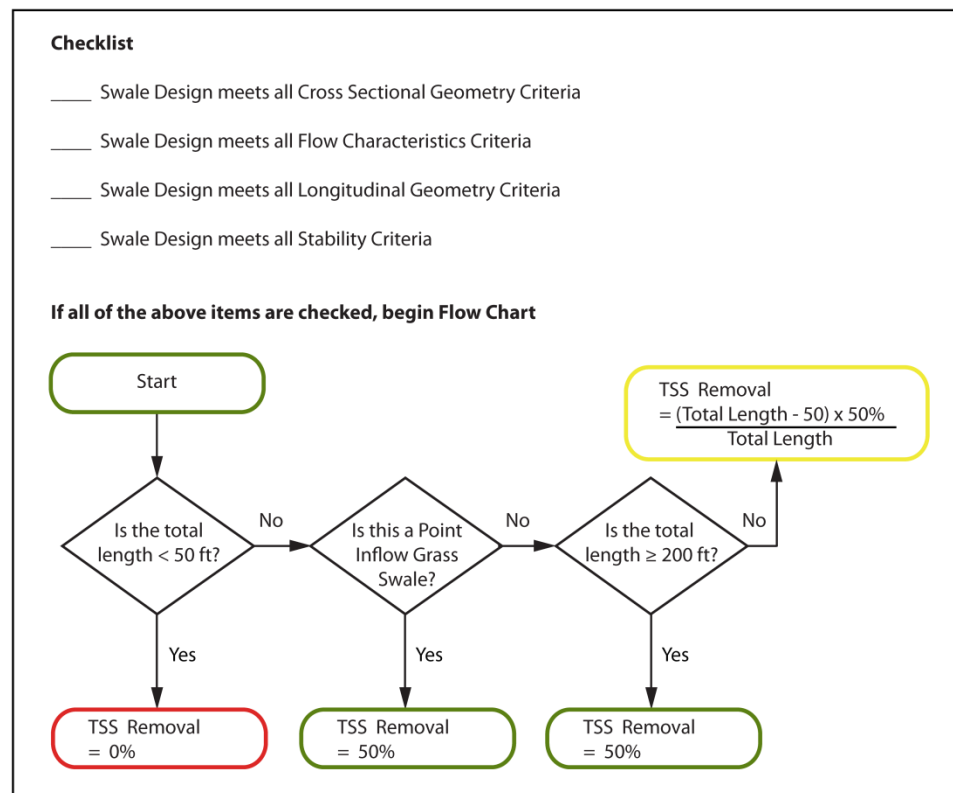 Checklist
____ Swale Design meets all Cross Sectional Geometry Criteria
____ Swale Design meets all Flow Characteristics Criteria
____ Swale Design meets all Longitudinal Geometry Criteria
____ Swale Design meets all Stability Criteria
If all of the above items are checked, begin Flow Chart
Start
TSS Removal
= (Total Length - 50) x 50%
Total Length
Is the total
length < 50 ft?
No
Is this a Point
Inflow Grass
Swale?
No
Is the total
length ≥ 200 ft?
No
Yes
Yes
Yes
TSS Removal
= 0%
TSS Removal
= 50%
TSS Removal
= 50%